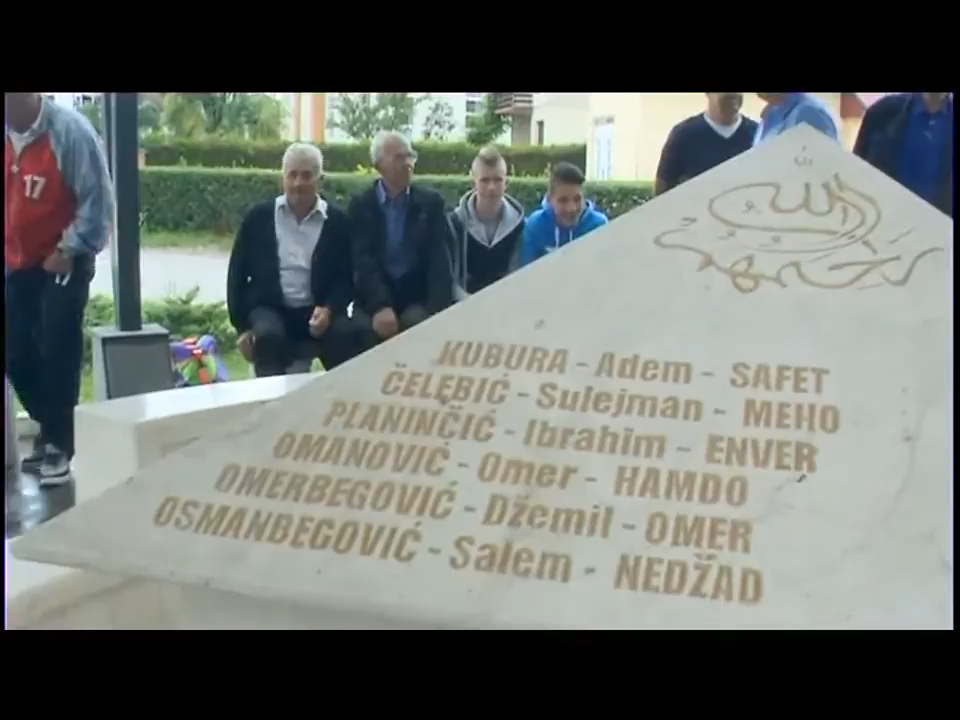 17
الله
KUBURA - Adem - SAFET
ČELEBIĆ - Sulejman - MEHO
PLANINČIĆ - Ibrahim - ENVER
OMANOVIĆ - Omer - HAMDO
OMERBEGOVIĆ - Džemil - OMER
OSMANBEGOVIĆ - Salem - NEDŽAD